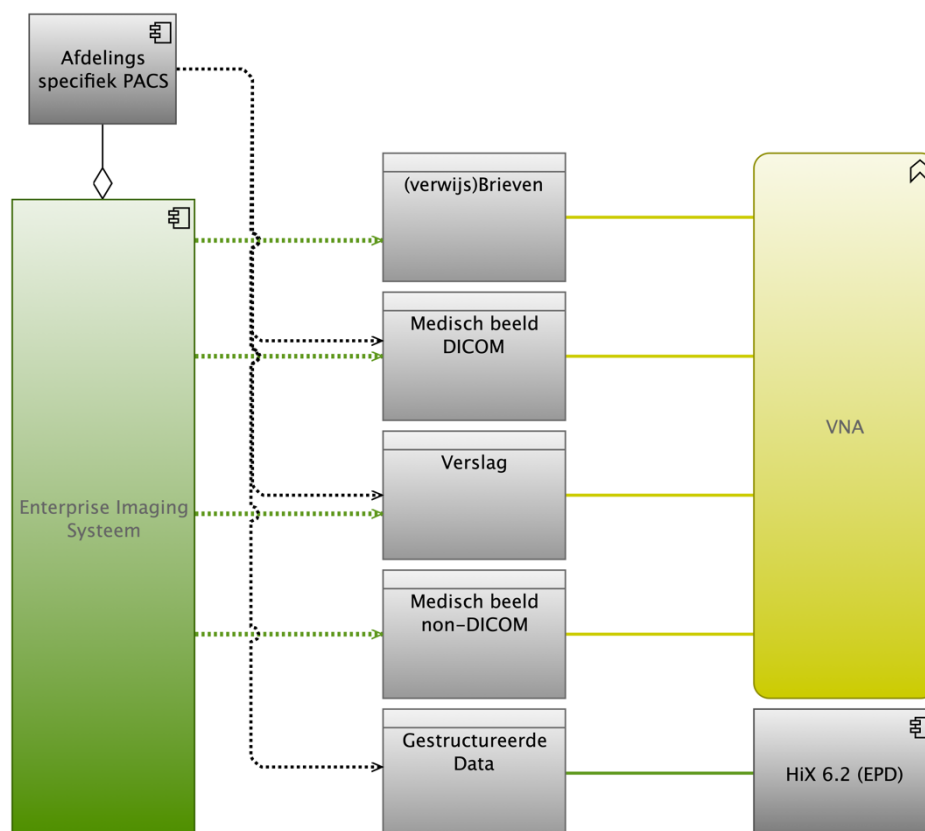 Afdelings
specifiek PACS
(verwijs)Brieven
Medisch beeld
DICOM
Verslag
VNA
Enterprise Imaging
Systeem
Medisch beeld
non-DICOM
Gestructureerde
Data
HiX 6.2 (EPD)